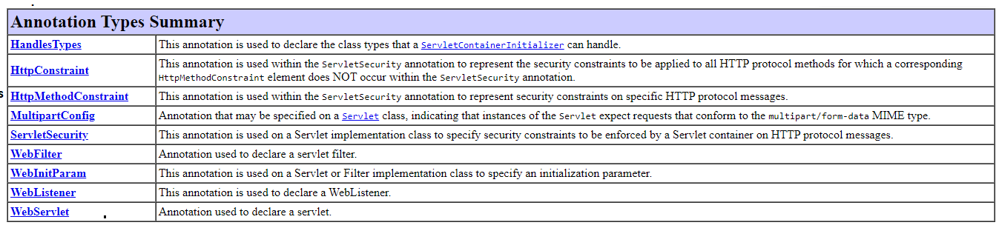 Annotation Types Summary
HandlesTypes This annotation is used to declare the class types that a ServletContainerInitializer can handle.
HttpConstraint This annotation is used within the ServletSecurity annotation to represent the security constraints to be applied to all HTTP protocol methods for which a corresponding
HttpMethodConstraint element does NOT occur within the ServletSecurity annotation.
s
HttpMethodConstraint This annotation is used within the ServletSecurity annotation to represent security constraints on specific HTTP protocol messages.
MultipartConfig Annotation that may be specified on a Servlet class, indicating that instances of the Servlet expect requests that conform to the multipart/form-data MIME type.
ServletSecurity This annotation is used on a Servlet implementation class to specify security constraints to be enforced by a Servlet container on HTTP protocol messages.
WebFilter Annotation used to declare a servlet filter.
WebInitParam This annotation is used on a Servlet or Filter implementation class to specify an initialization parameter.
WebListener This annotation is used to declare a WebListener.
WebServlet Annotation used to declare a servlet.